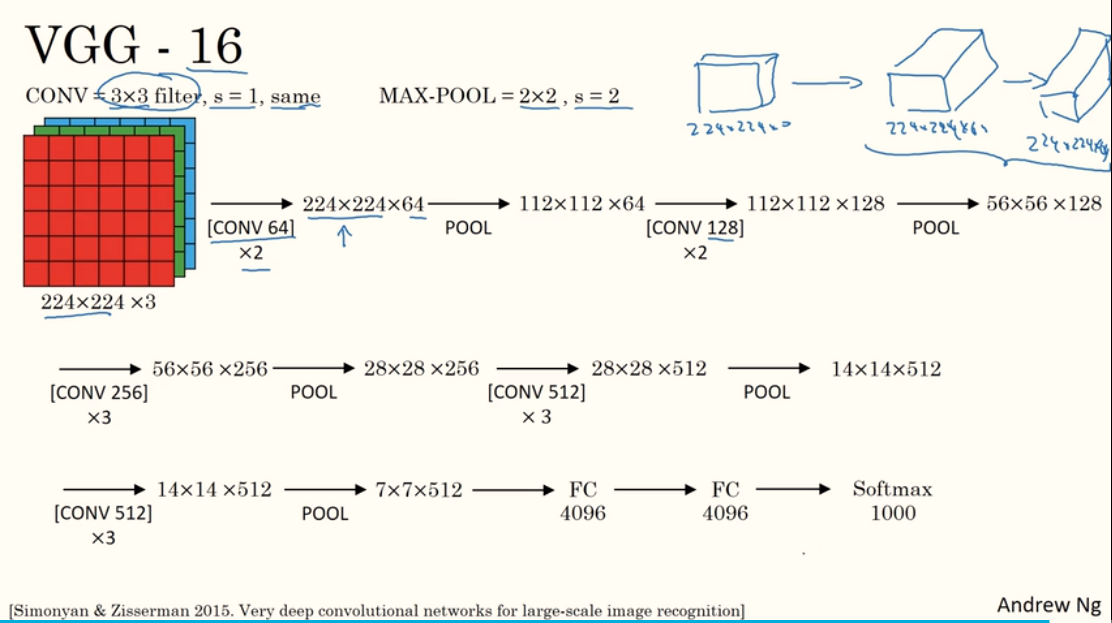 VGG - 16
CONV = 3×3 filter, s = 1, same
MAX-POOL = 2×2 , s = 2
224×224×3
224×224×64
224×224×64
224×224 ×3
[CONV 64]
×2
224×224×64
POOL
112×112 ×64
[CONV 128]
×2
112×112 ×128
POOL
56×56 ×128
[CONV 256]
×3
56×56 ×256
POOL
28×28 ×256
[CONV 512]
× 3
28×28 ×512
POOL
14×14×512
[CONV 512]
×3
14×14 ×512
POOL
7×7×512
FC
4096
FC
4096
Softmax
1000
[Simonyan & Zisserman 2015. Very deep convolutional networks for large-scale image recognition]
Andrew Ng